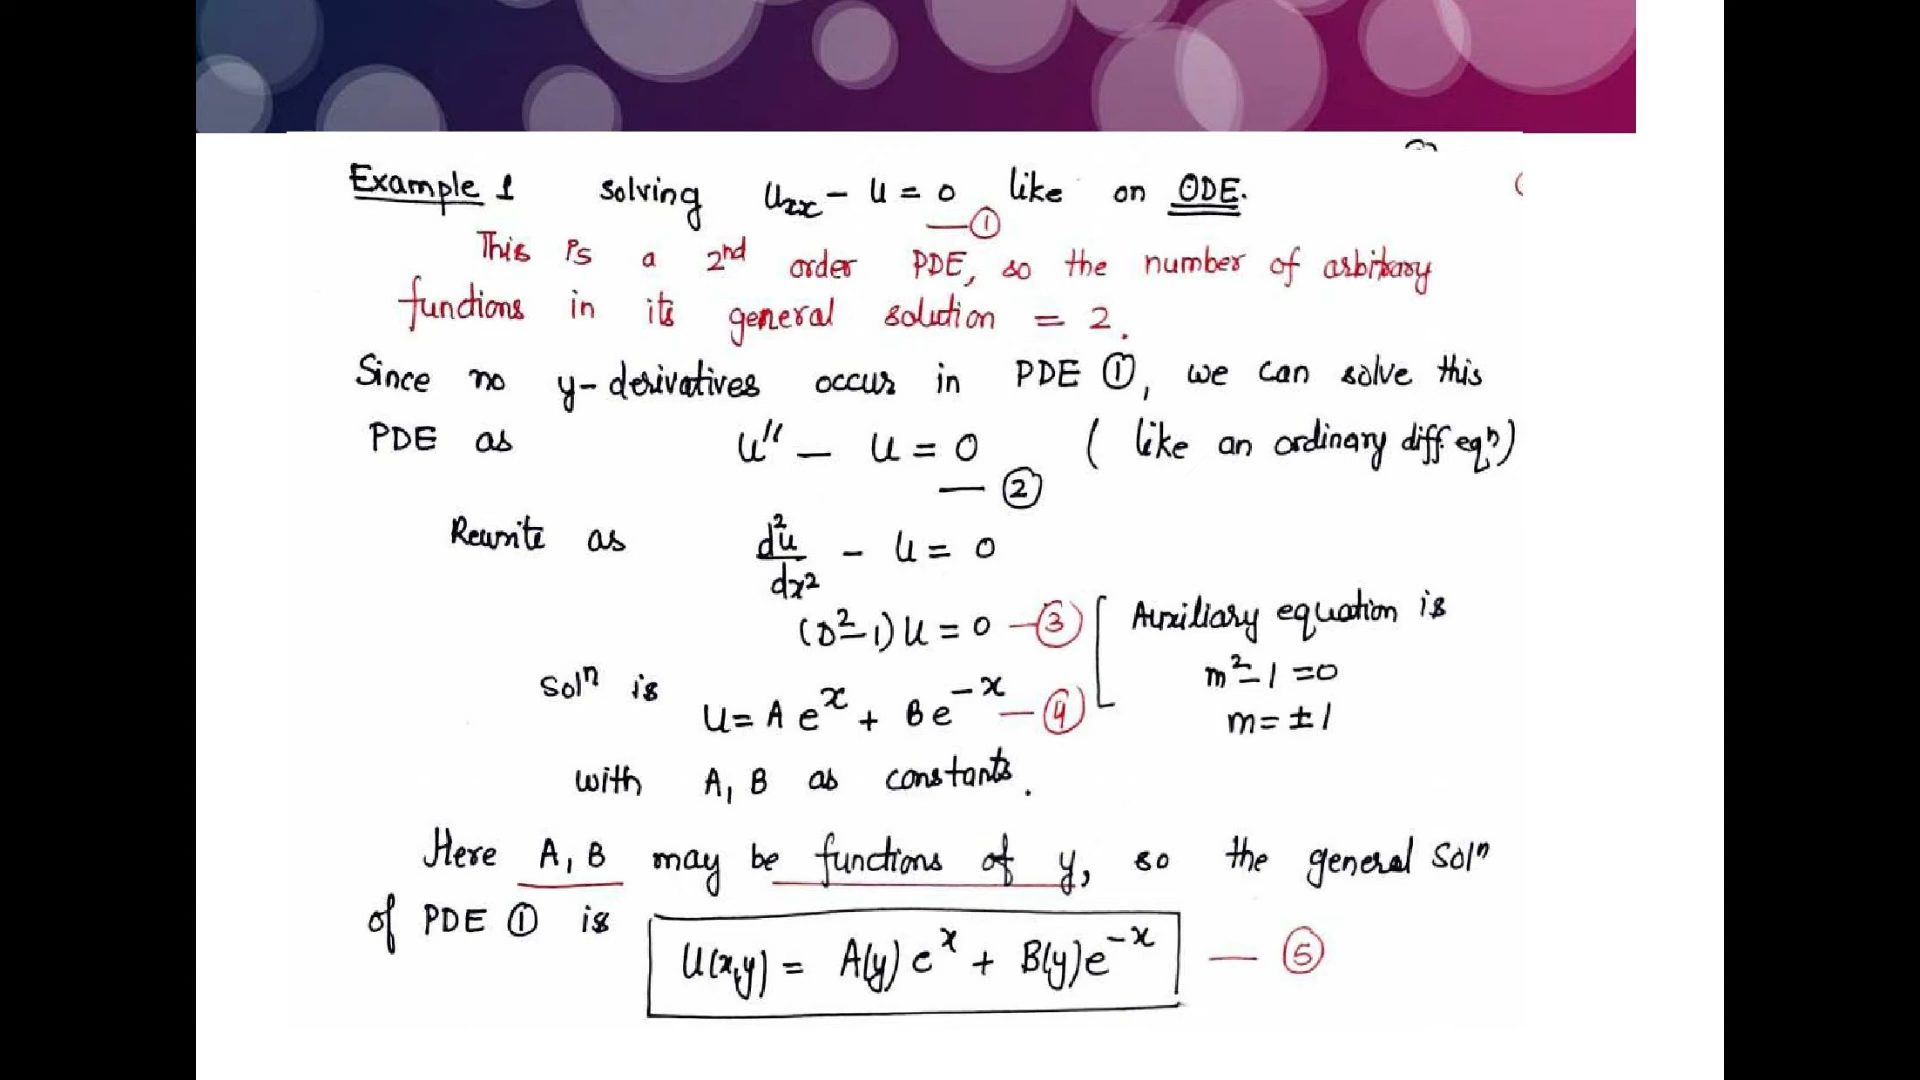 Example 1 solving Uxx - U = 0 like on ODE.
— ①
This is a 2nd order PDE, so the number of arbitrary
functions in its general solution = 2.
Since no y-derivatives occur in PDE ①, we can solve this
PDE as U'' - U = 0 ( like an ordinary diff eqn)
— ②
Rewrite as d²u/dx² - U = 0
(D²-1)U = 0 — ③ Auxiliary equation is
m²-1 = 0
Soln is U = A e^x + B e^-x — ④
m = ±1
with A, B as constants.
Here A, B may be functions of y, so the general Soln
of PDE ① is
U(x,y) = A(y) e^x + B(y) e^-x — ⑤